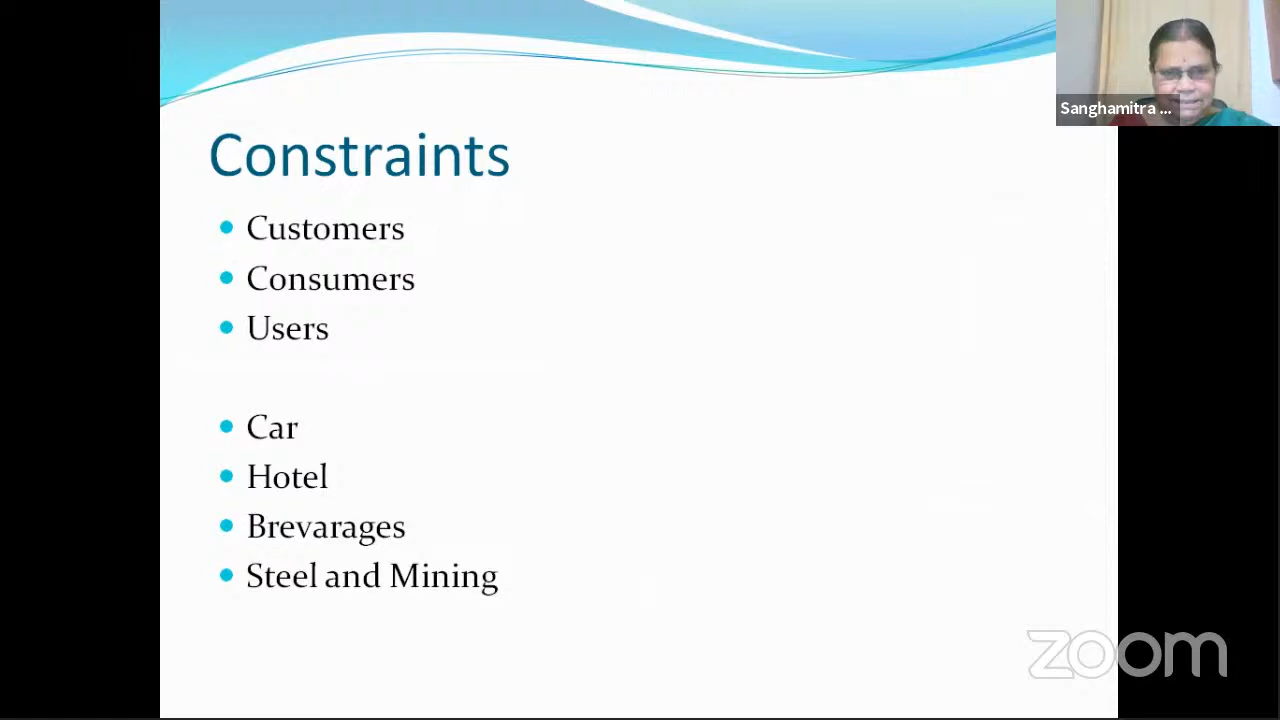 Sanghamitra ...
Constraints
Customers
Consumers
Users
Car
Hotel
Brevarages
Steel and Mining
zoom